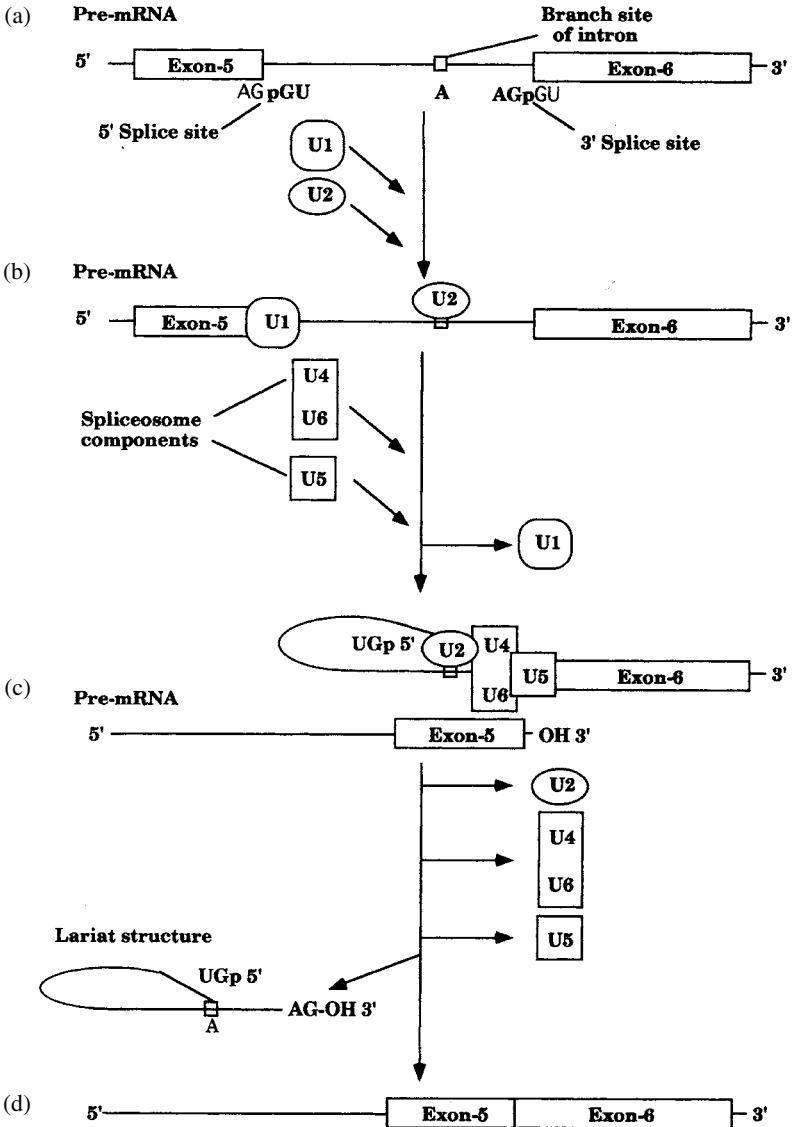 (a)
Pre-mRNA
Branch site
of intron
5'
Exon-5
Exon-6
3'
AG pGU
A
AGpGU
5' Splice site
3' Splice site
U1
U2
(b)
Pre-mRNA
U2
5'
Exon-5
U1
Exon-6
3'
U4
U6
Spliceosome
components
U5
U1
UGp 5'
U2
U4
U6
U5
Exon-6
3'
(c)
Pre-mRNA
5'
Exon-5
OH 3'
U2
U4
U6
U5
Lariat structure
UGp 5'
AG-OH 3'
A
(d)
5'
Exon-5
Exon-6
3'